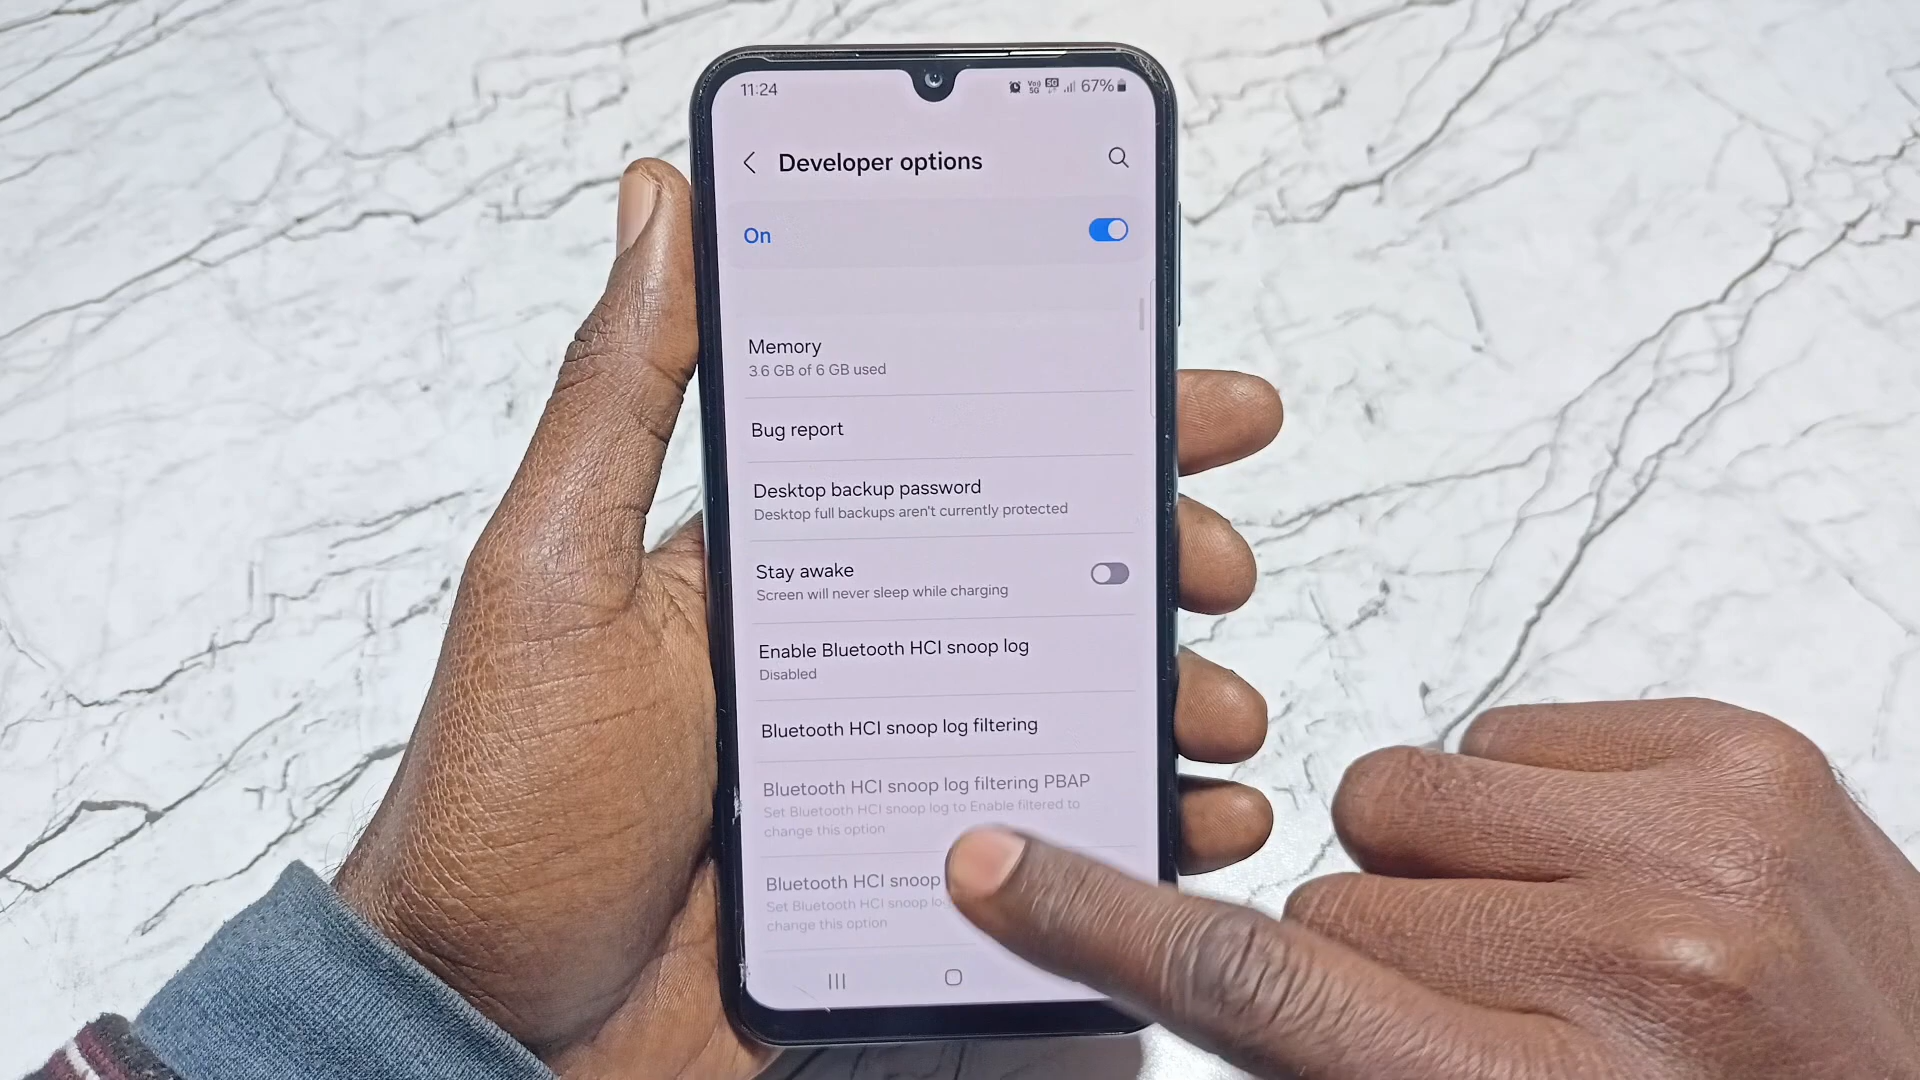 11:24
67%
Developer options
On
Memory
3.6 GB of 6 GB used
Bug report
Desktop backup password
Desktop full backups aren't currently protected
Stay awake
Screen will never sleep while charging
Enable Bluetooth HCI snoop log
Disabled
Bluetooth HCI snoop log filtering
Bluetooth HCI snoop log filtering PBAP
Set Bluetooth HCI snoop log to Enable filtered to
change this option
Bluetooth HCI snoop
Set Bluetooth HCI snoop lo
change this option